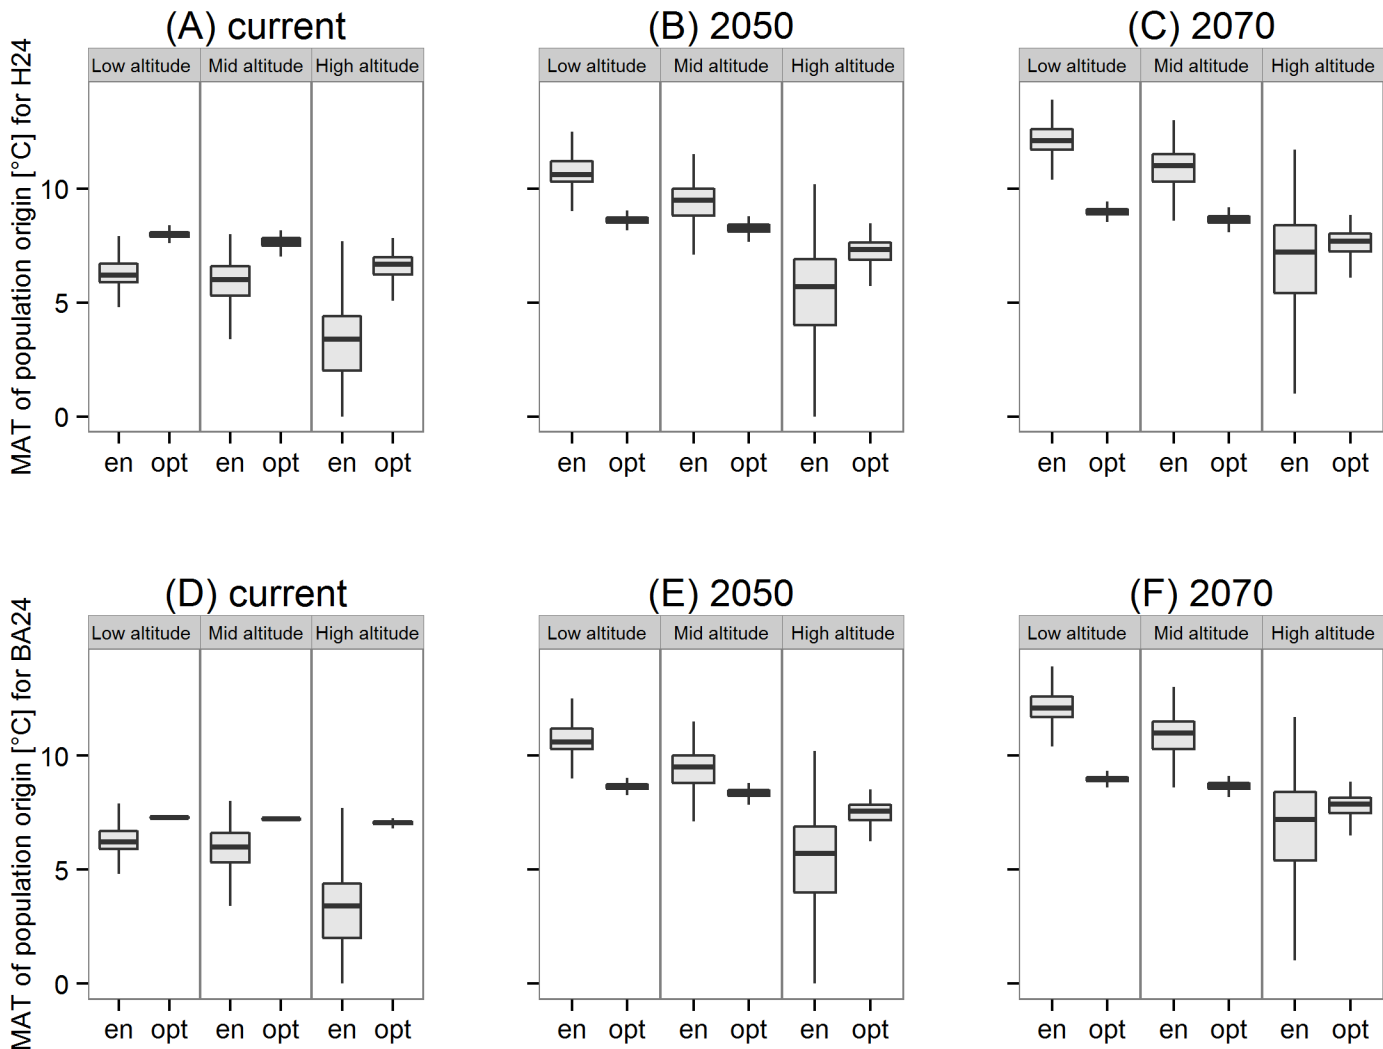 (A) current
(B) 2050
(C) 2070
MAT of population origin [°C] for H24
Low altitude Mid altitude High altitude
Low altitude Mid altitude High altitude
Low altitude Mid altitude High altitude
10
5
0
en opt en opt en opt
en opt en opt en opt
en opt en opt en opt
(D) current
(E) 2050
(F) 2070
MAT of population origin [°C] for BA24
Low altitude Mid altitude High altitude
Low altitude Mid altitude High altitude
Low altitude Mid altitude High altitude
10
5
0
en opt en opt en opt
en opt en opt en opt
en opt en opt en opt